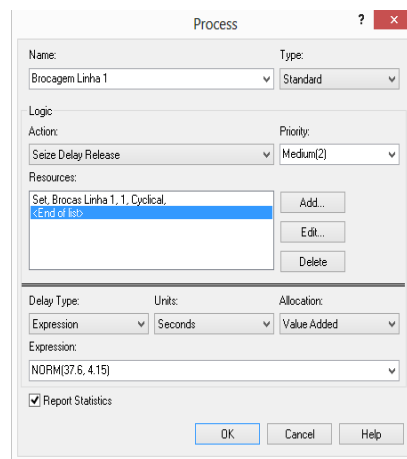 Process ? ×
Name: Type:
Brocagem Linha 1 Standard
Logic
Action: Priority:
Seize Delay Release Medium(2)
Resources:
Set, Brocas Linha 1, 1, Cyclical,
<End of list>
Add...
Edit...
Delete
Delay Type: Units: Allocation:
Expression Seconds Value Added
Expression:
NORM(37.6, 4.15)
Report Statistics
OK Cancel Help